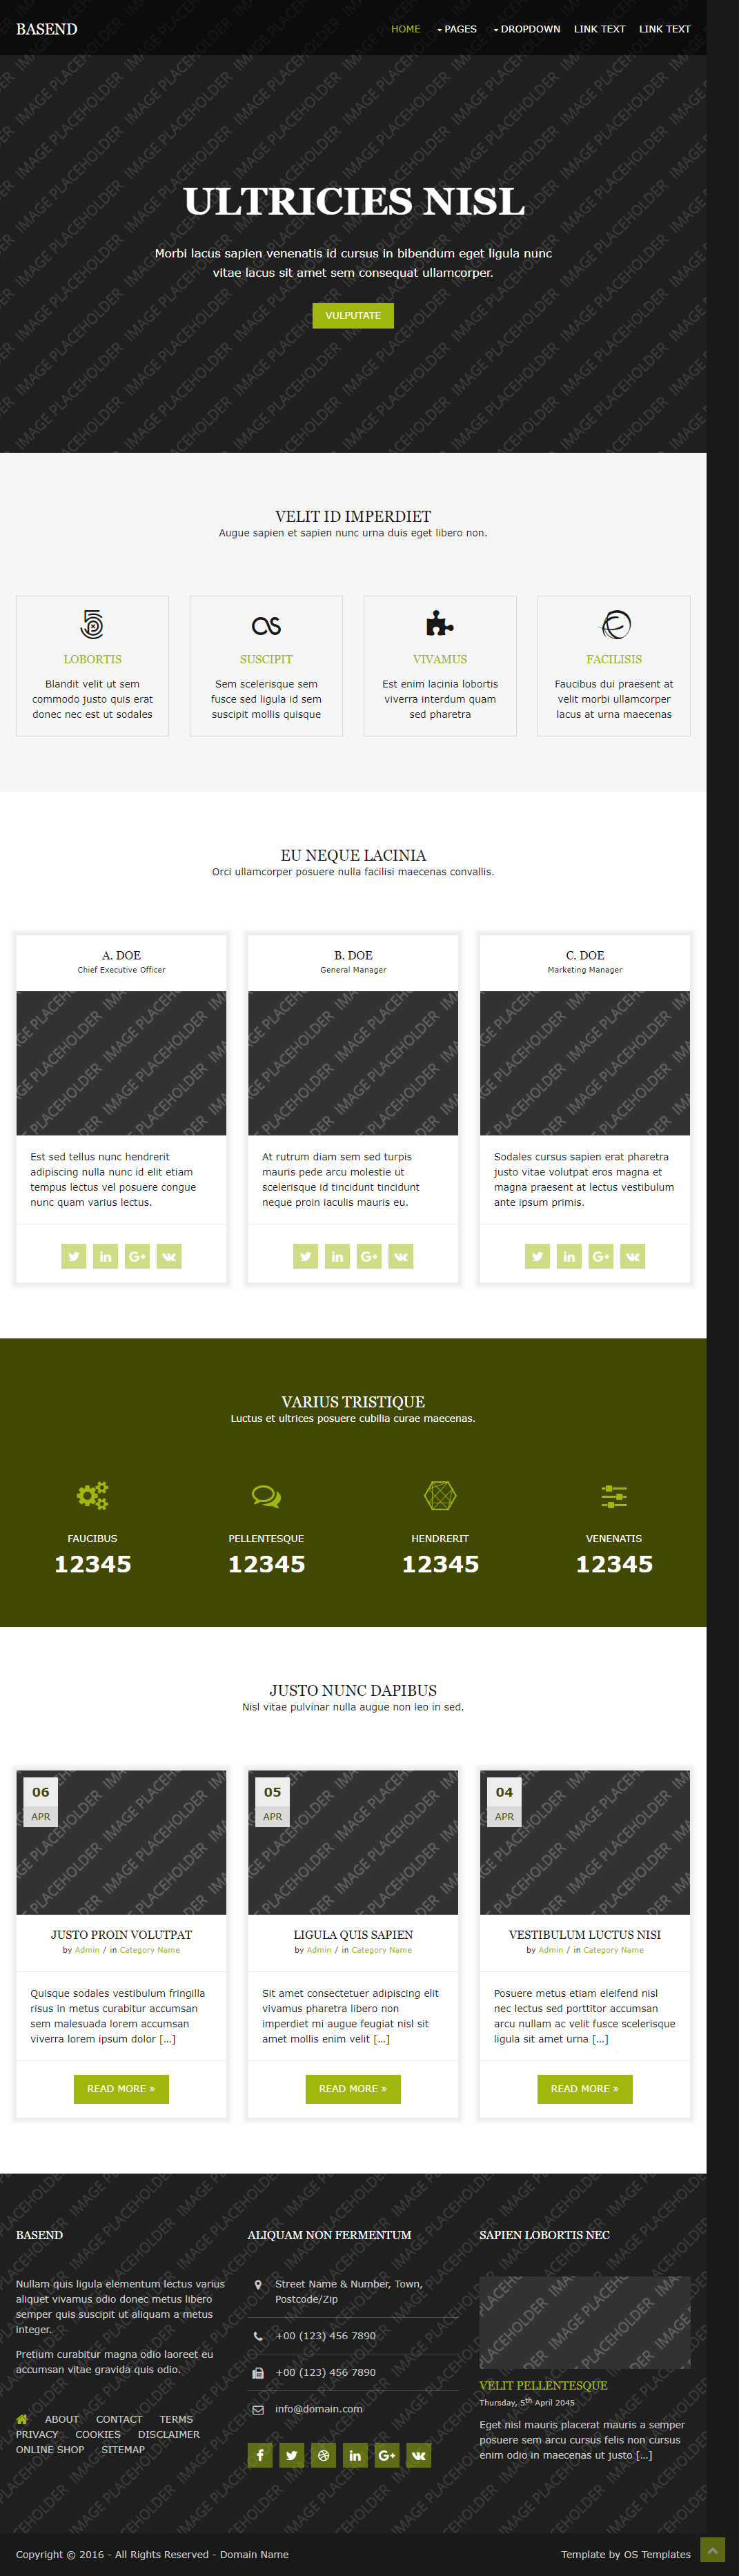 BASEND
HOME PAGES DROPDOWN LINK TEXT LINK TEXT
ULTRICIES NISL
Morbi lacus sapien venenatis id cursus in bibendum eget ligula nunc
vitae lacus sit amet sem consequat ullamcorper.
VULPUTATE
VELIT ID IMPERDIET
Augue sapien et sapien nunc urna duis eget libero non.
LOBORTIS
Blandit velit ut sem
commodo justo quis erat
donec nec est ut sodales
SUSCIPIT
Sem scelerisque sem
fusce sed ligula id sem
suscipit mollis quisque
VIVAMUS
Est enim lacinia lobortis
viverra interdum quam
sed pharetra
FACILISIS
Faucibus dui praesent at
velit morbi ullamcorper
lacus at urna maecenas
EU NEQUE LACINIA
Orci ullamcorper posuere nulla facilisi maecenas convallis.
A. DOE
Chief Executive Officer
IMAGE PLACEHOLDER
Est sed tellus nunc hendrerit
adipiscing nulla nunc id elit etiam
tempus lectus vel posuere congue
nunc quam varius lectus.
B. DOE
General Manager
IMAGE PLACEHOLDER
At rutrum diam sem sed turpis
mauris pede arcu molestie ut
scelerisque id tincidunt tincidunt
neque proin iaculis mauris eu.
C. DOE
Marketing Manager
IMAGE PLACEHOLDER
Sodales cursus sapien erat pharetra
justo vitae volutpat eros magna et
magna praesent at lectus vestibulum
ante ipsum primis.
VARIUS TRISTIQUE
Luctus et ultrices posuere cubilia curae maecenas.
FAUCIBUS
12345
PELLENTESQUE
12345
HENDRERIT
12345
VENENATIS
12345
JUSTO NUNC DAPIBUS
Nisl vitae pulvinar nulla augue non leo in sed.
06
APR
IMAGE PLACEHOLDER
JUSTO PROIN VOLUTPAT
by Admin / in Category Name
Quisque sodales vestibulum fringilla
risus in metus curabitur accumsan
sem malesuada lorem accumsan
viverra lorem ipsum dolor […]
READ MORE »
05
APR
IMAGE PLACEHOLDER
LIGULA QUIS SAPIEN
by Admin / in Category Name
Sit amet consectetuer adipiscing elit
vivamus pharetra libero non
imperdiet mi augue feugiat nisl sit
amet mollis enim velit […]
READ MORE »
04
APR
IMAGE PLACEHOLDER
VESTIBULUM LUCTUS NISI
by Admin / in Category Name
Posuere metus etiam eleifend nisl
nec lectus sed porttitor accumsan
arcu nullam ac velit fusce scelerisque
ligula sit amet urna […]
READ MORE »
BASEND
Nullam quis ligula elementum lectus varius
aliquet vivamus odio donec metus libero
semper quis suscipit ut aliquam a metus
integer.
Pretium curabitur magna odio laoreet eu
accumsan vitae gravida quis odio.
ABOUT CONTACT TERMS
PRIVACY COOKIES DISCLAIMER
ONLINE SHOP SITEMAP
ALIQUAM NON FERMENTUM
Street Name & Number, Town,
Postcode/Zip
+00 (123) 456 7890
+00 (123) 456 7890
info@domain.com
SAPIEN LOBORTIS NEC
IMAGE PLACEHOLDER
VELIT PELLENTESQUE
Thursday, 5th April 2045
Eget nisl mauris placerat mauris a semper
posuere sem arcu cursus felis non cursus
enim odio in maecenas ut justo […]
Copyright © 2016 - All Rights Reserved - Domain Name
Template by OS Templates